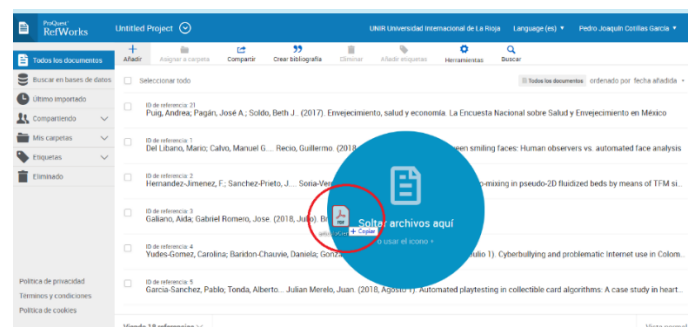 ProQuest
RefWorks
Untitled Project
UNIR Universidad Internacional de La Rioja
Language (es)
Pedro Joaquín Cotillas García
Todos los documentos
Buscar en bases de datos
Último importado
Compartiendo
Mis carpetas
Etiquetas
Eliminado
Política de privacidad
Términos y condiciones
Política de cookies
Añadir
Asignar a carpeta
Compartir
Crear bibliografía
Eliminar
Añadir etiquetas
Herramientas
Buscar
Seleccionar todo
Todos los documentos ordenado por fecha añadida
ID de referencia: 21
Puig, Andrea; Pagán, José A.; Soldo, Beth J.. (2017). Envejecimiento, salud y economía. La Encuesta Nacional sobre Salud y Envejecimiento en México
ID de referencia: 1
Del Líbano, Mario; Calvo, Manuel G.... Recio, Guillermo. (2018 een smiling faces: Human observers vs. automated face analysis
ID de referencia: 2
Hernandez-Jimenez, F.; Sanchez-Prieto, J.... Soria-Ver o-mixing in pseudo-2D fluidized beds by means of TFM si...
ID de referencia: 3
Galiano, Aida; Gabriel Romero, Jose. (2018, Julio). B
ID de referencia: 4
Yudes-Gomez, Carolina; Baridon-Chauvie, Daniela; Gonz ulio 1). Cyberbullying and problematic Internet use in Colom...
ID de referencia: 5
Garcia-Sanchez, Pablo; Tonda, Alberto... Julian Merelo, Juan. (2018, Agosto 1). Automated playtesting in collectible card algorithms: A case study in heart...
Soltar archivos aquí
+ Copiar
o usar el icono +
Viendo 18 referencias
Vista normal